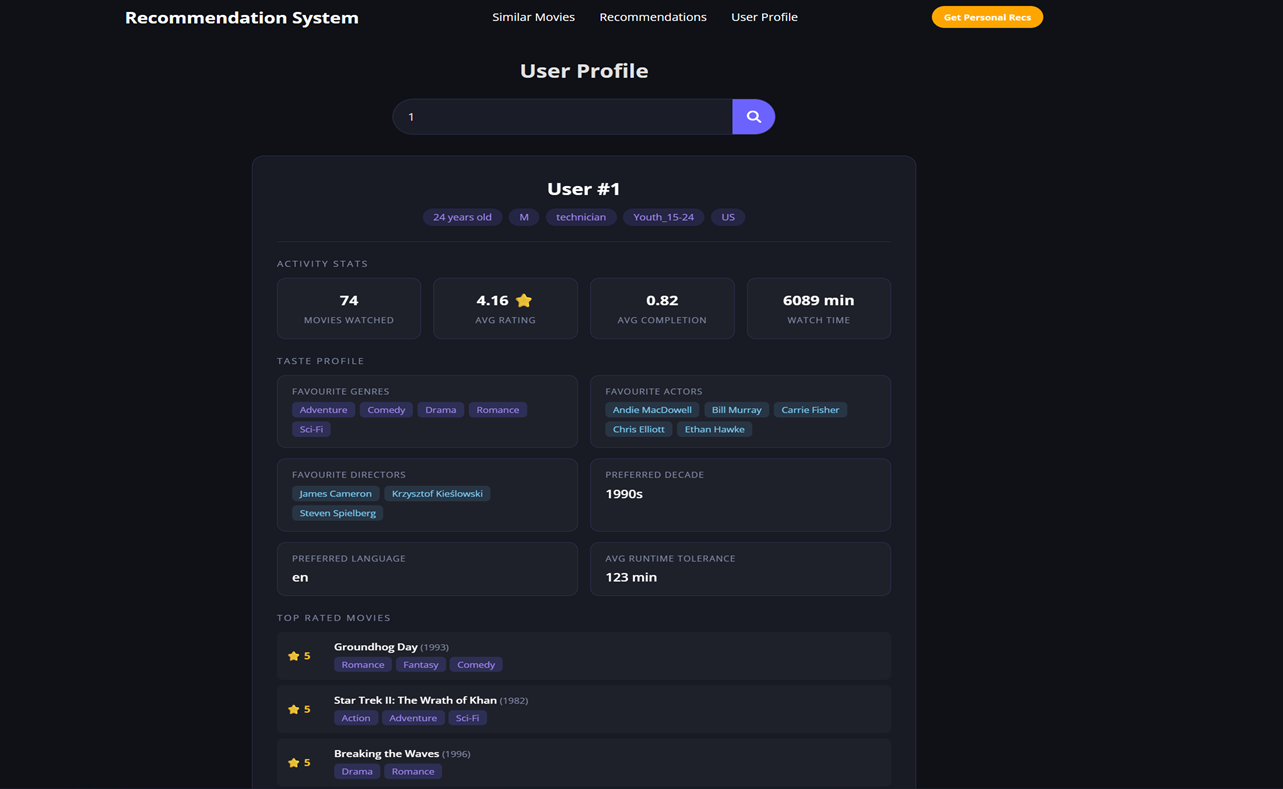 Recommendation System
Similar Movies Recommendations User Profile
Get Personal Recs
User Profile
1
User #1
24 years old M technician Youth_15-24 US
ACTIVITY STATS
74
MOVIES WATCHED
4.16
AVG RATING
0.82
AVG COMPLETION
6089 min
WATCH TIME
TASTE PROFILE
FAVOURITE GENRES
Adventure Comedy Drama Romance
Sci-Fi
FAVOURITE ACTORS
Andie MacDowell Bill Murray Carrie Fisher
Chris Elliott Ethan Hawke
FAVOURITE DIRECTORS
James Cameron Krzysztof Kieślowski
Steven Spielberg
PREFERRED DECADE
1990s
PREFERRED LANGUAGE
en
AVG RUNTIME TOLERANCE
123 min
TOP RATED MOVIES
5
Groundhog Day (1993)
Romance Fantasy Comedy
5
Star Trek II: The Wrath of Khan (1982)
Action Adventure Sci-Fi
5
Breaking the Waves (1996)
Drama Romance